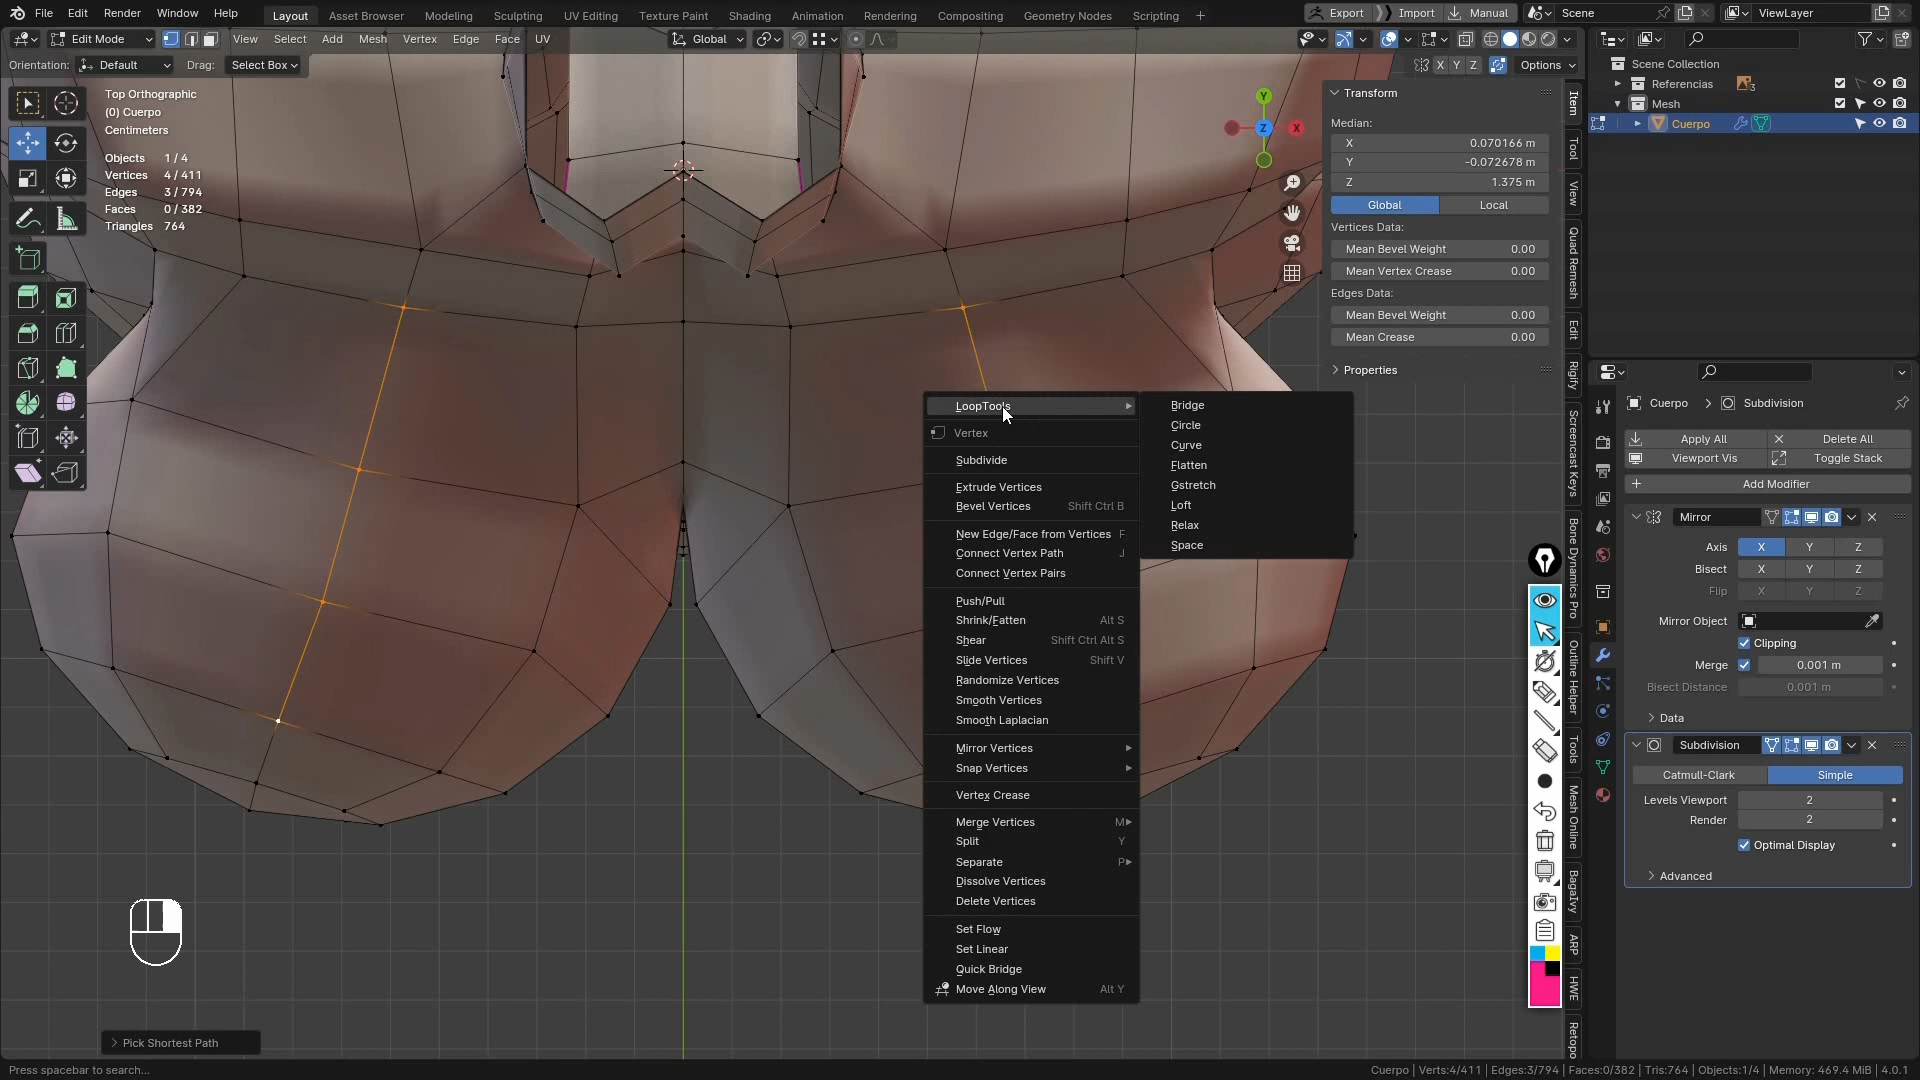 File Edit Render Window Help Layout Asset Browser Modeling Sculpting UV Editing Texture Paint Shading Animation Rendering Compositing Geometry Nodes Scripting + Export Import Manual Scene ViewLayer
Edit Mode View Select Add Mesh Vertex Edge Face UV Global
Orientation: Default Drag: Select Box X Y Z Options
Top Orthographic
(0) Cuerpo
Centimeters
Objects 1 / 4
Vertices 4 / 411
Edges 3 / 794
Faces 0 / 382
Triangles 764
Y
Z X
Transform
Median:
X 0.070166 m
Y -0.072678 m
Z 1.375 m
Global Local
Vertices Data:
Mean Bevel Weight 0.00
Mean Vertex Crease 0.00
Edges Data:
Mean Bevel Weight 0.00
Mean Crease 0.00
Properties
Item
Tool
View
Quad Remesh
Edit
Rigify
Screencast Keys
Bone Dynamics Pro
Outline Helper
Tools
Mesh Online
BagaIvy
ARP
HWE
Retopo
LoopTools
Vertex
Subdivide
Extrude Vertices
Bevel Vertices Shift Ctrl B
New Edge/Face from Vertices F
Connect Vertex Path J
Connect Vertex Pairs
Push/Pull
Shrink/Fatten Alt S
Shear Shift Ctrl Alt S
Slide Vertices Shift V
Randomize Vertices
Smooth Vertices
Smooth Laplacian
Mirror Vertices
Snap Vertices
Vertex Crease
Merge Vertices M
Split Y
Separate P
Dissolve Vertices
Delete Vertices
Set Flow
Set Linear
Quick Bridge
Move Along View Alt Y
Bridge
Circle
Curve
Flatten
Gstretch
Loft
Relax
Space
Scene Collection
Referencias 3
Mesh
Cuerpo
Cuerpo Subdivision
Apply All Delete All
Viewport Vis Toggle Stack
Add Modifier
Mirror
Axis X Y Z
Bisect X Y Z
Flip X Y Z
Mirror Object
Clipping
Merge 0.001 m
Bisect Distance 0.001 m
Data
Subdivision
Catmull-Clark Simple
Levels Viewport 2
Render 2
Optimal Display
Advanced
Pick Shortest Path
Press spacebar to search... Cuerpo | Verts:4/411 | Edges:3/794 | Faces:0/382 | Tris:764 | Objects:1/4 | Memory: 469.4 MiB | 4.0.1